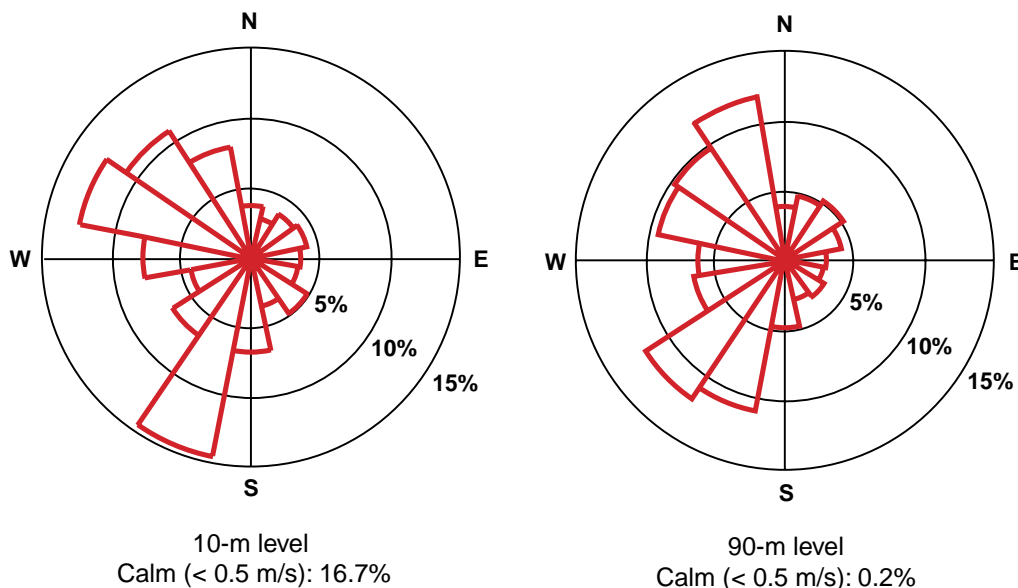 N
W
E
5%
10%
15%
S
10-m level
Calm (< 0.5 m/s): 16.7%
N
W
E
5%
10%
15%
S
90-m level
Calm (< 0.5 m/s): 0.2%